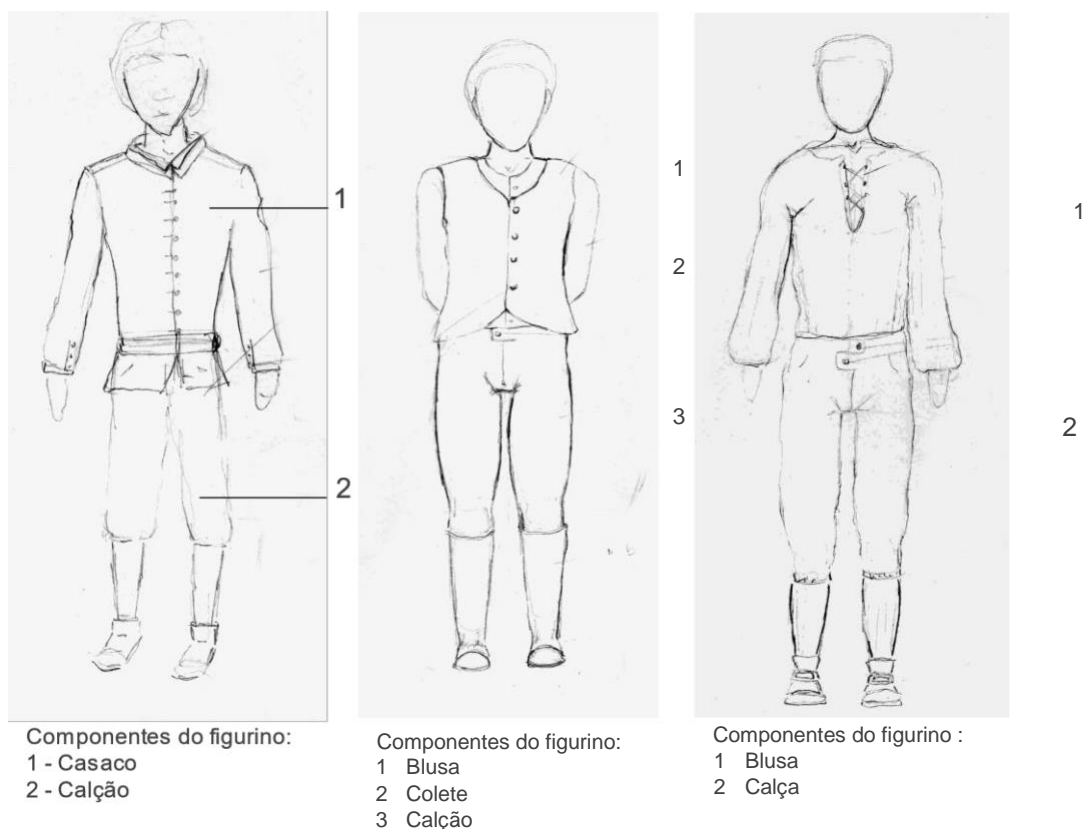 1
2
Componentes do figurino:
1 - Casaco
2 - Calção
1
2
3
Componentes do figurino:
1 Blusa
2 Colete
3 Calção
1
2
Componentes do figurino :
1 Blusa
2 Calça